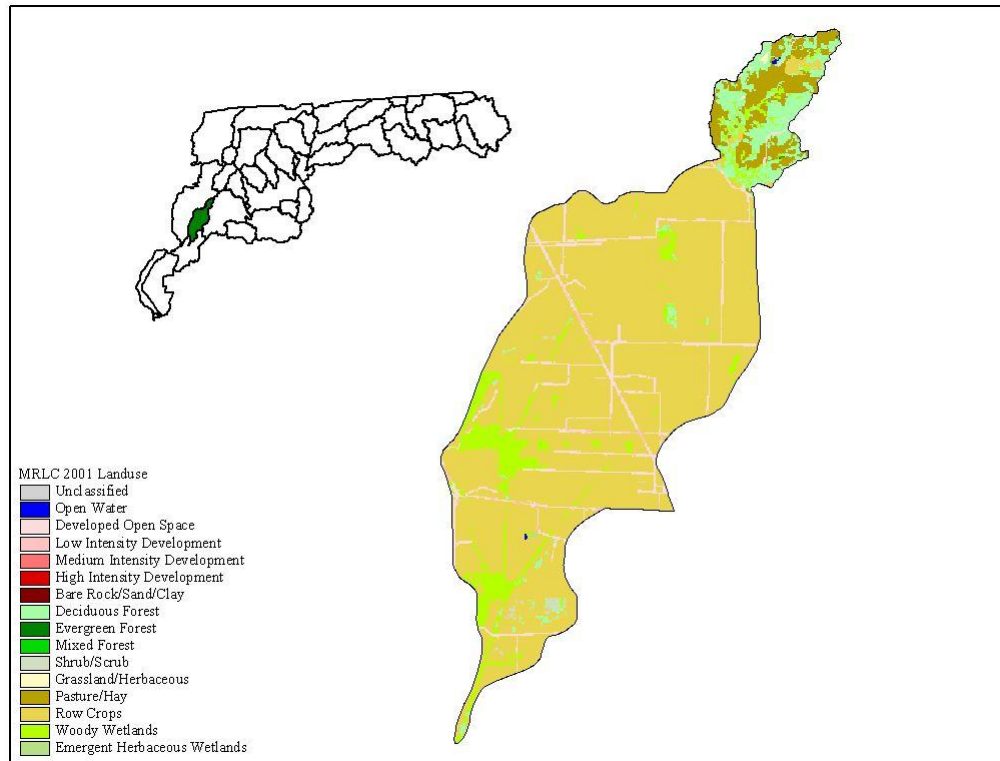 MRLC 2001 Landuse
Unclassified
Open Water
Developed Open Space
Low Intensity Development
Medium Intensity Development
High Intensity Development
Bare Rock/Sand/Clay
Deciduous Forest
Evergreen Forest
Mixed Forest
Shrub/Scrub
Grassland/Herbaceous
Pasture/Hay
Row Crops
Woody Wetlands
Emergent Herbaceous Wetlands